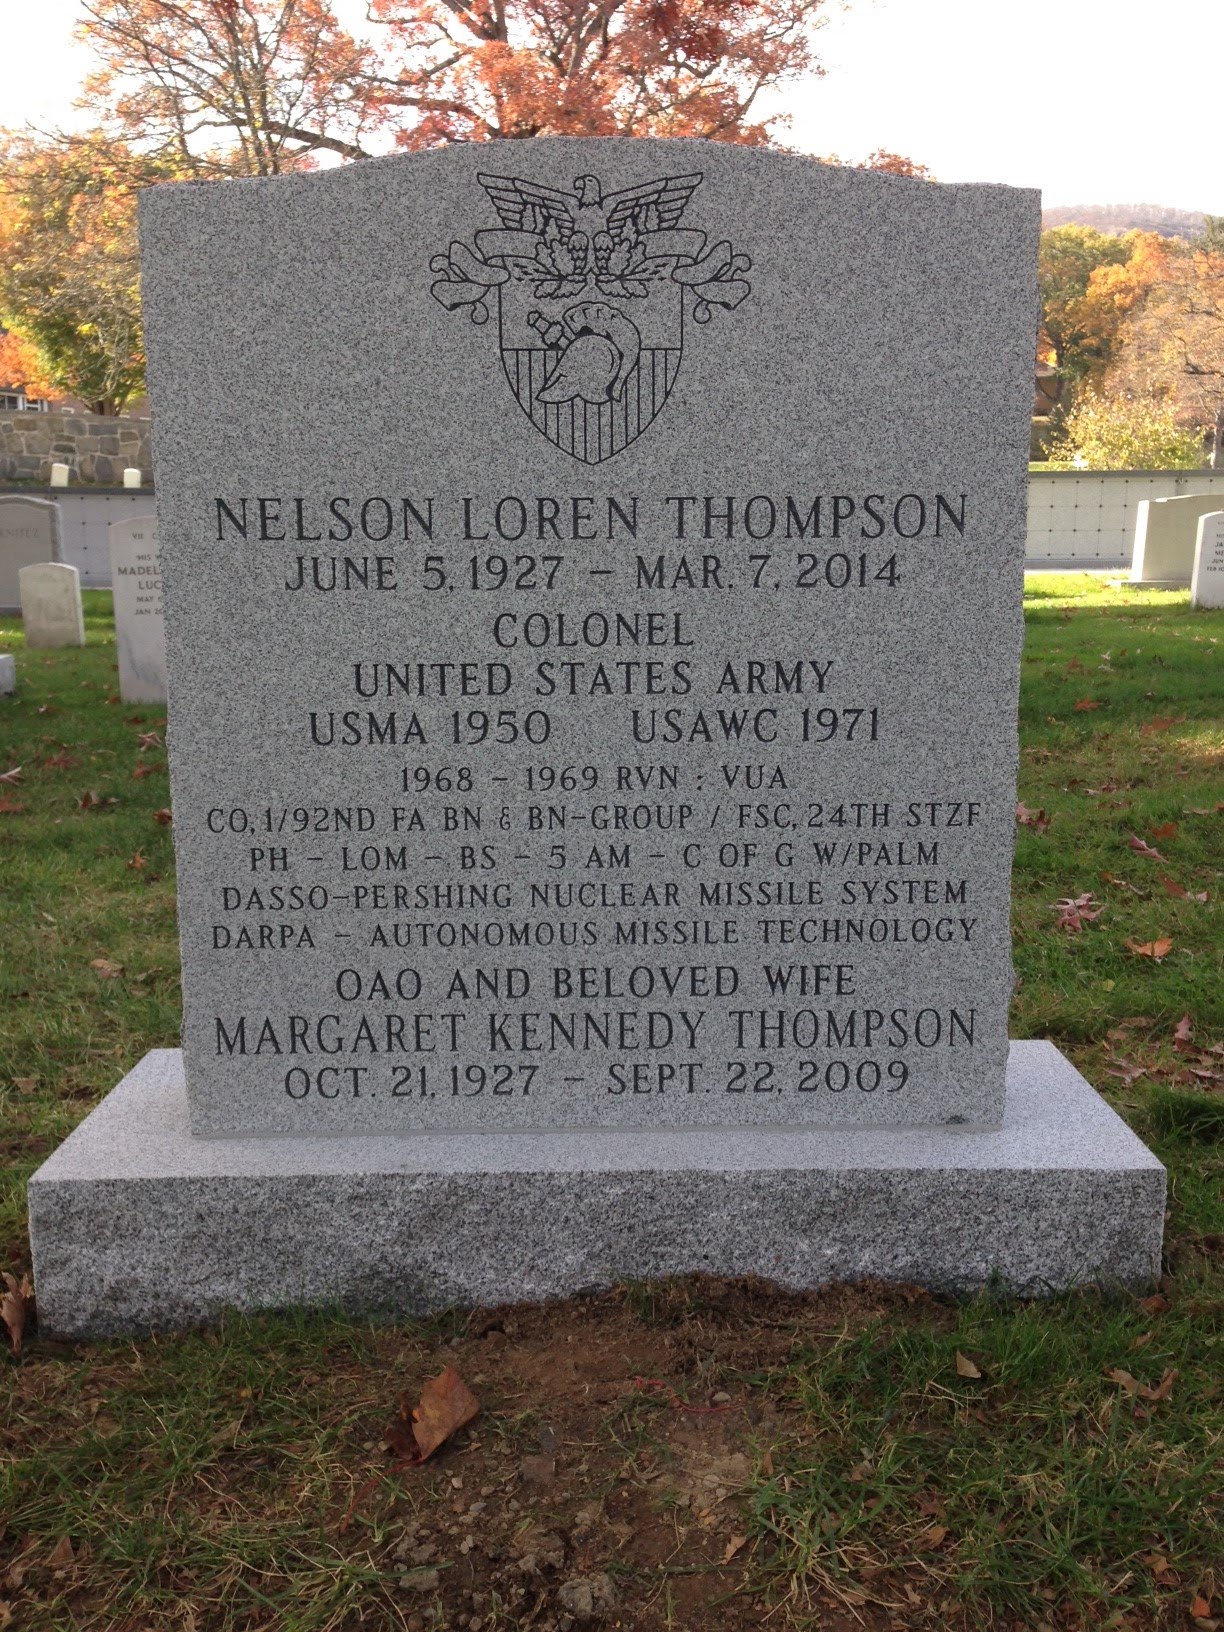 NELSON LOREN THOMPSON
JUNE 5, 1927 – MAR. 7, 2014
COLONEL
UNITED STATES ARMY
USMA 1950 USAWC 1971
1968 – 1969 RVN : VUA
CO, 1/92ND FA BN & BN-GROUP / FSC, 24TH STZF
PH – LOM – BS – 5 AM – C OF G W/PALM
DASSO-PERSHING NUCLEAR MISSILE SYSTEM
DARPA – AUTONOMOUS MISSILE TECHNOLOGY
OAO AND BELOVED WIFE
MARGARET KENNEDY THOMPSON
OCT. 21, 1927 – SEPT. 22, 2009